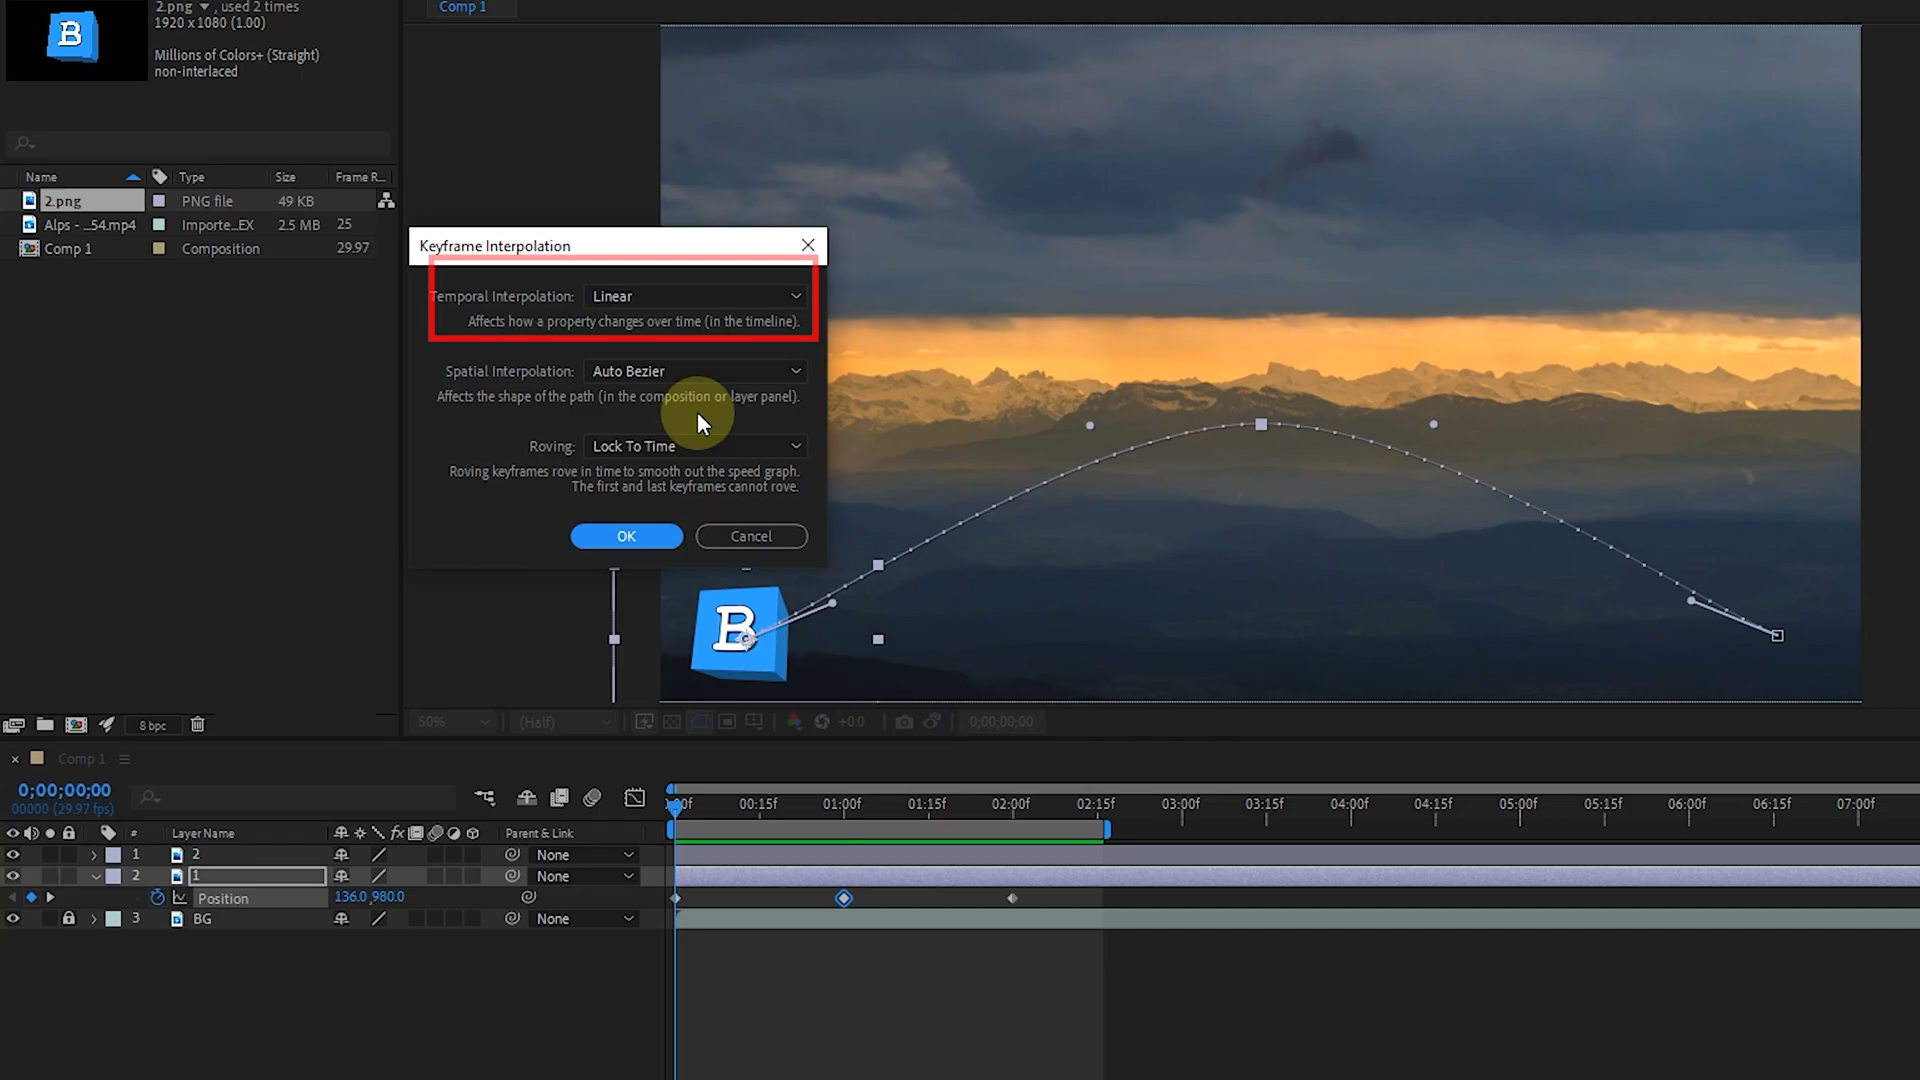 2.png ▼ , used 2 times
1920 x 1080 (1.00)
Millions of Colors+ (Straight)
non-interlaced
B
Comp 1
Name Type Size Frame R...
2.png PNG file 49 KB
Alps - ...54.mp4 Importe...EX 2.5 MB 25
Comp 1 Composition 29.97
Keyframe Interpolation
Temporal Interpolation: Linear
Affects how a property changes over time (in the timeline).
Spatial Interpolation: Auto Bezier
Affects the shape of the path (in the composition or layer panel).
Roving: Lock To Time
Roving keyframes rove in time to smooth out the speed graph.
The first and last keyframes cannot rove.
OK Cancel
B
8 bpc
50% (Half) +0.0 0;00;00;00
Comp 1
0;00;00;00
00000 (29.97 fps)
:00f 00:15f 01:00f 01:15f 02:00f 02:15f 03:00f 03:15f 04:00f 04:15f 05:00f 05:15f 06:00f 06:15f 07:00f
# Layer Name fx Parent & Link
1 2 None
2 1 None
Position 136.0,980.0
3 BG None